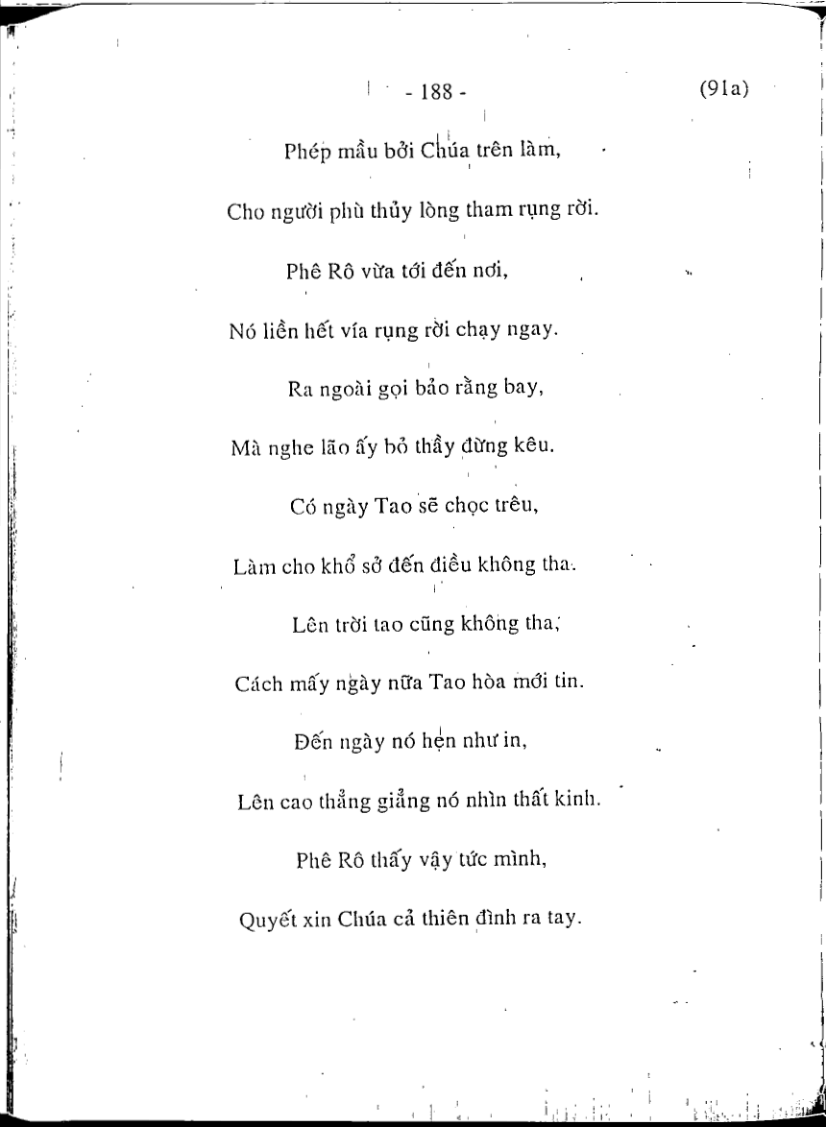 - 188 - (91a)
Phép mầu bởi Chúa trên làm,
Cho người phù thủy lòng tham rụng rời.
Phê Rô vừa tới đến nơi,
Nó liền hết vía rụng rời chạy ngay.
Ra ngoài gọi bảo rằng bay,
Mà nghe lão ấy bỏ thầy đừng kêu.
Có ngày Tao sẽ chọc trêu,
Làm cho khổ sở đến điều không tha.
Lên trời tao cũng không tha,
Cách mấy ngày nữa Tao hòa mới tin.
Đến ngày nó hẹn như in,
Lên cao thẳng giẳng nó nhìn thất kinh.
Phê Rô thấy vậy tức mình,
Quyết xin Chúa cả thiên đình ra tay.